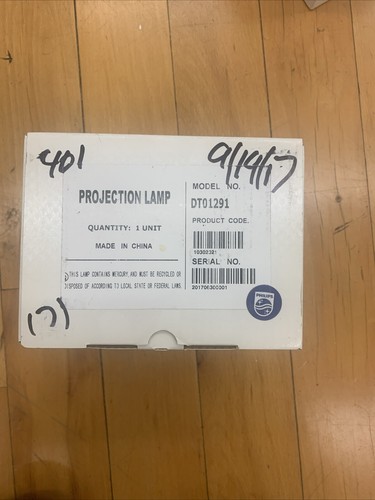 401
9/14/17
PROJECTION LAMP
QUANTITY: 1 UNIT
MADE IN CHINA
THIS LAMP CONTAINS MERCURY, AND MUST BE RECYCLED OR
DISPOSED OF ACCORDING TO LOCAL STATE OR FEDERAL LAWS.
MODEL NO.
DT01291
PRODUCT CODE.
SERIAL NO.
PHILIPS